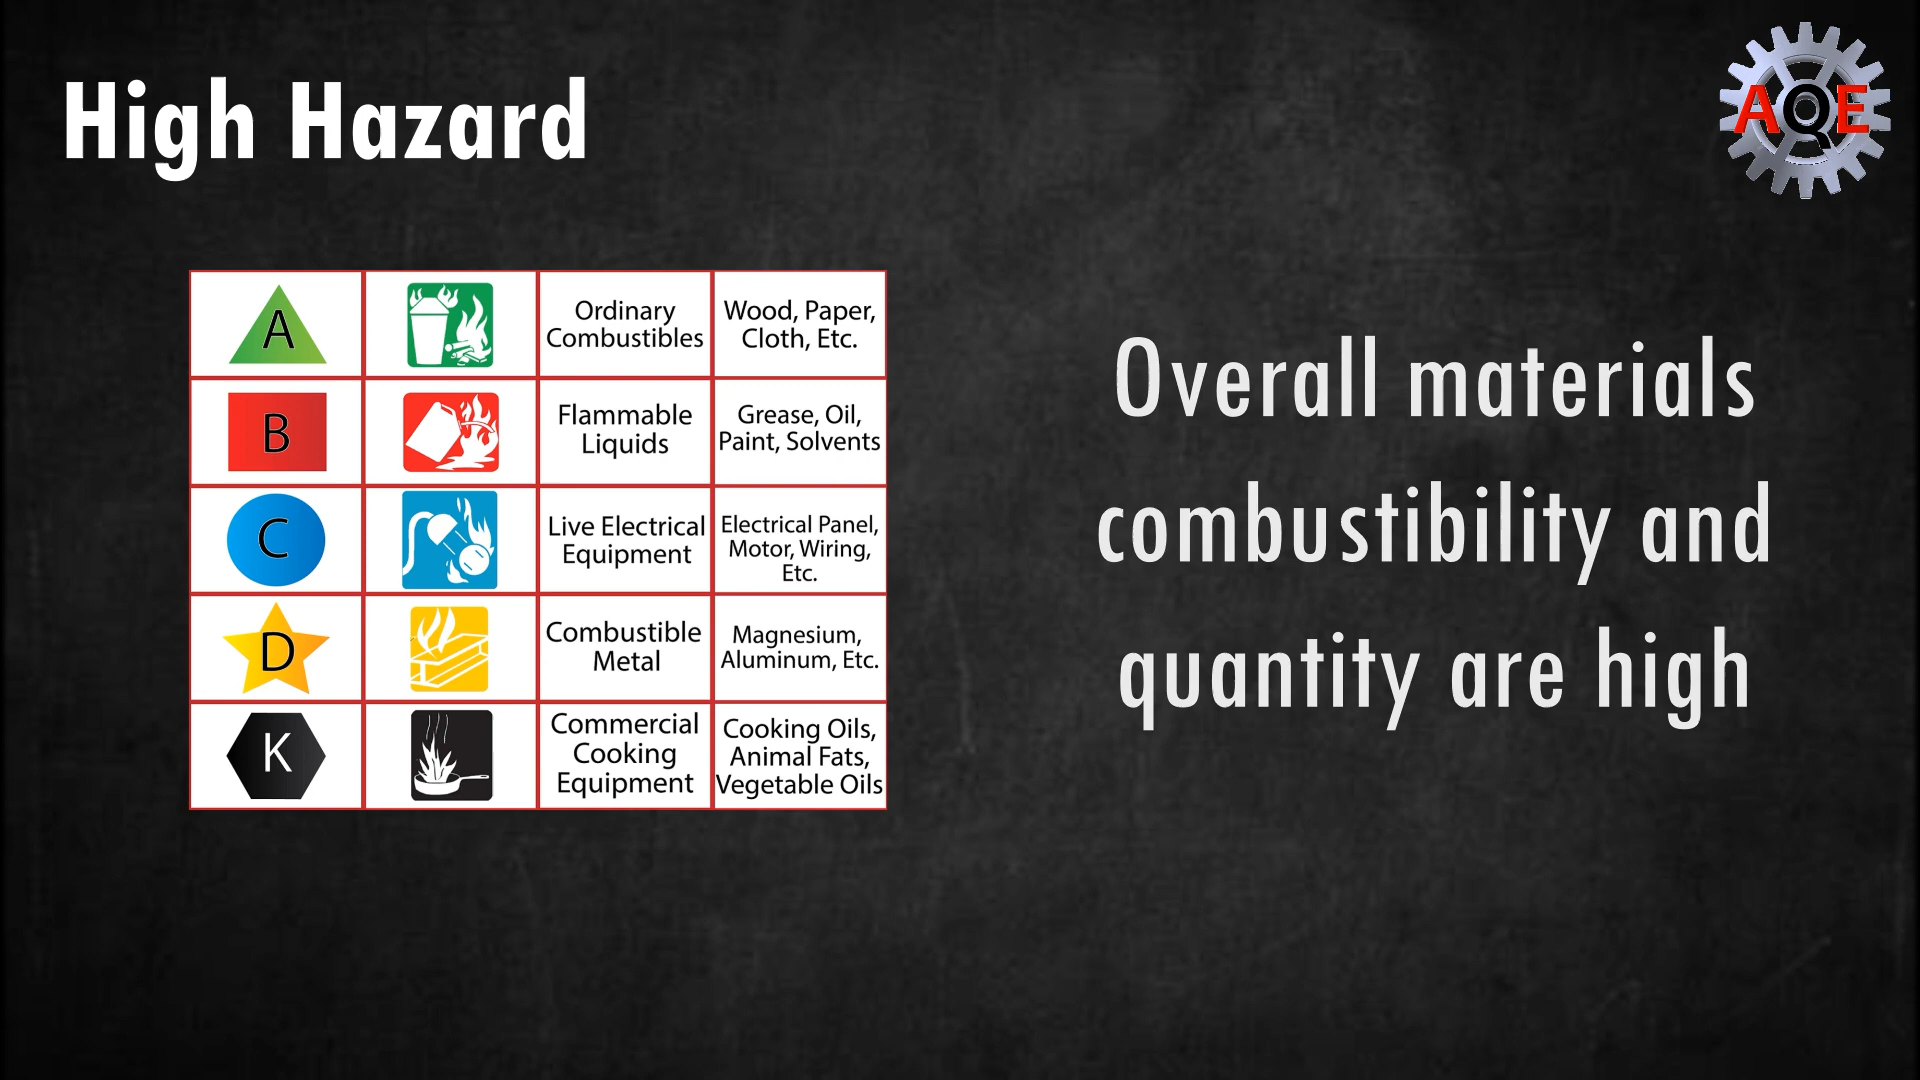 High Hazard
AQE
A
Ordinary
Combustibles
Wood, Paper,
Cloth, Etc.
B
Flammable
Liquids
Grease, Oil,
Paint, Solvents
C
Live Electrical
Equipment
Electrical Panel,
Motor, Wiring,
Etc.
D
Combustible
Metal
Magnesium,
Aluminum, Etc.
K
Commercial
Cooking
Equipment
Cooking Oils,
Animal Fats,
Vegetable Oils
Overall materials
combustibility and
quantity are high